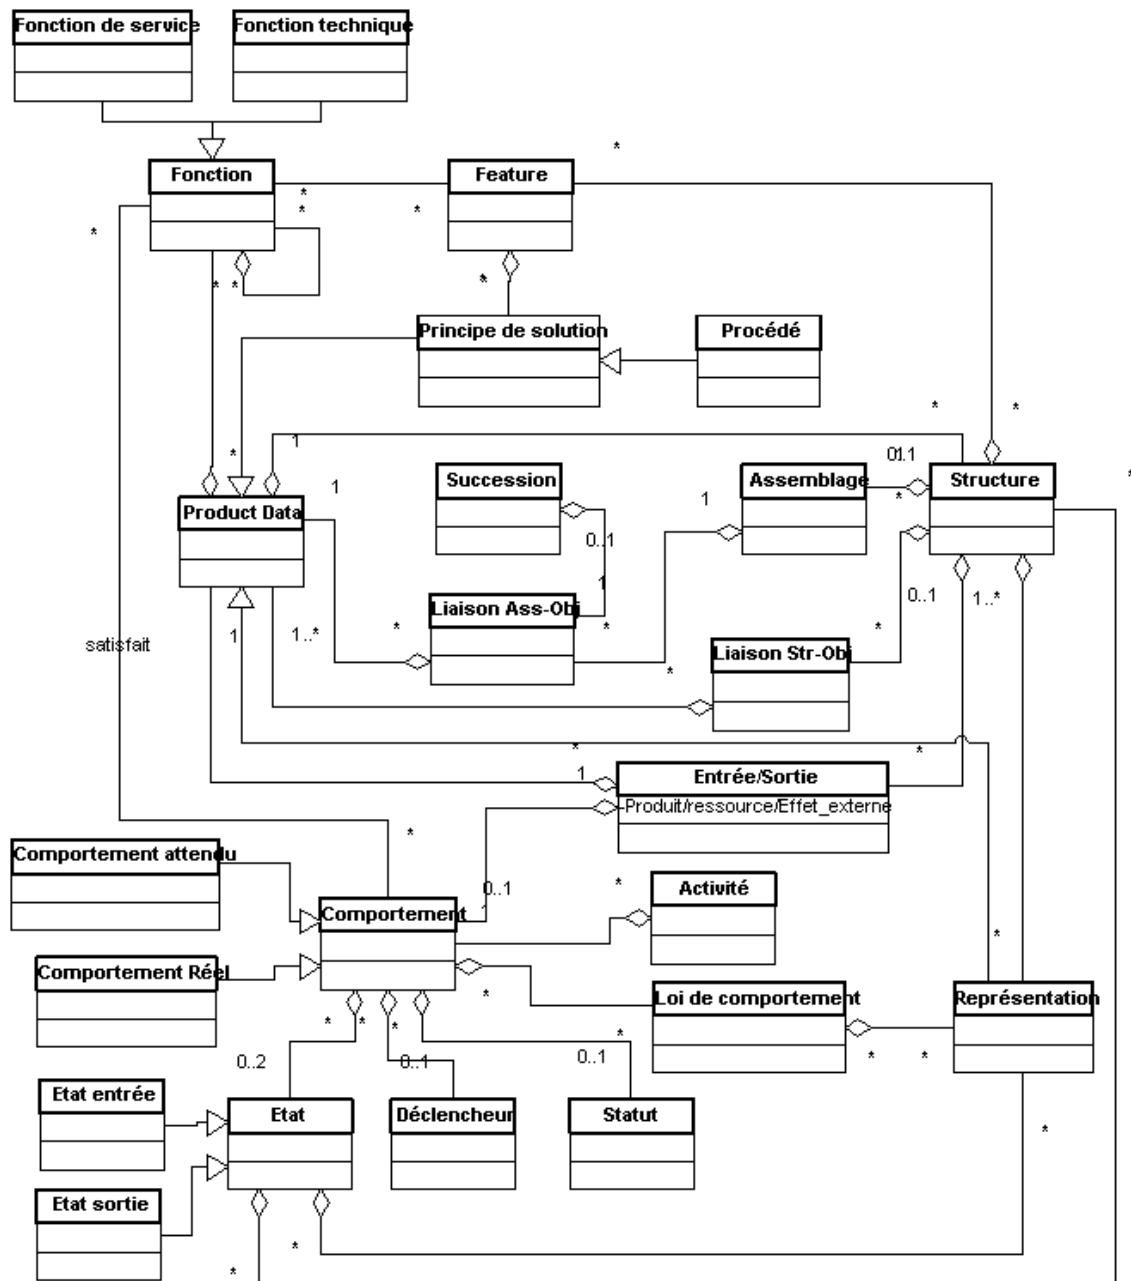 Fonction de service
Fonction technique
*
Fonction
Feature
*
*
*
*
*
*
*
Principe de solution
Procédé
*
*
1
*
0..1
1
Succession
Assemblage
Structure
*
1
*
Product Data
0..1
1
Liaison Ass-Obj
0..1
1..*
satisfait
1
1..*
*
*
*
Liaison Str-Obj
*
*
*
1
Entrée/Sortie
-Produit/ressource/Effet_externe
*
Comportement attendu
0..1
*
Activité
Comportement
*
Comportement Réel
*
Loi de comportement
Représentation
*
*
*
*
0..2
0..1
0..1
*
*
Etat entrée
Etat
Déclencheur
Statut
*
Etat sortie
*
*